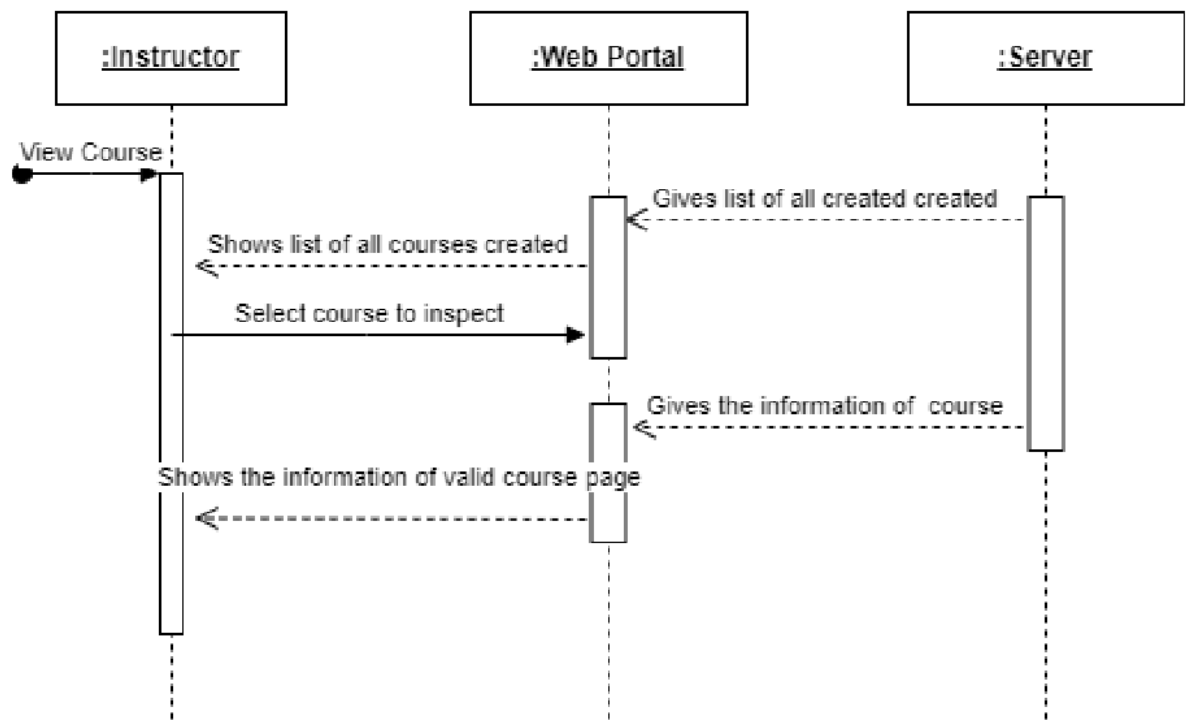 :Instructor
:Web Portal
:Server
View Course
Gives list of all created created
Shows list of all courses created
Select course to inspect
Gives the information of course
Shows the information of valid course page